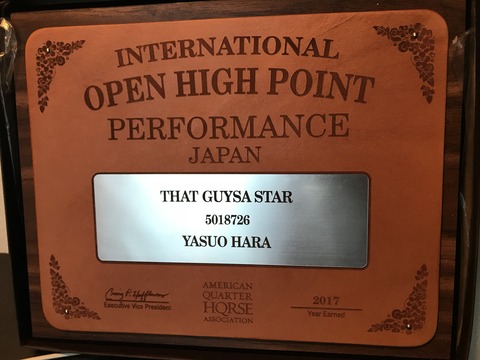 INTERNATIONAL
OPEN HIGH POINT
PERFORMANCE
JAPAN
THAT GUYSA STAR
5018726
YASUO HARA
Executive Vice President
AMERICAN
QUARTER
HORSE
ASSOCIATION
2017
Year Earned